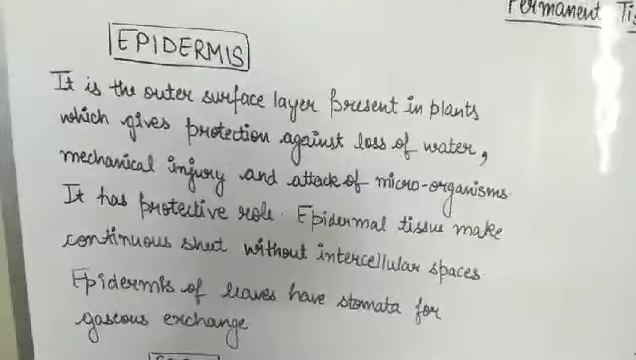 Permanent
EPIDERMIS
It is the outer surface layer present in plants
which gives protection against loss of water,
mechanical injury and attack of micro-organisms.
It has protective role. Epidermal tissue make
continuous sheet without intercellular spaces
Epidermis of leaves have stomata for
gaseous exchange